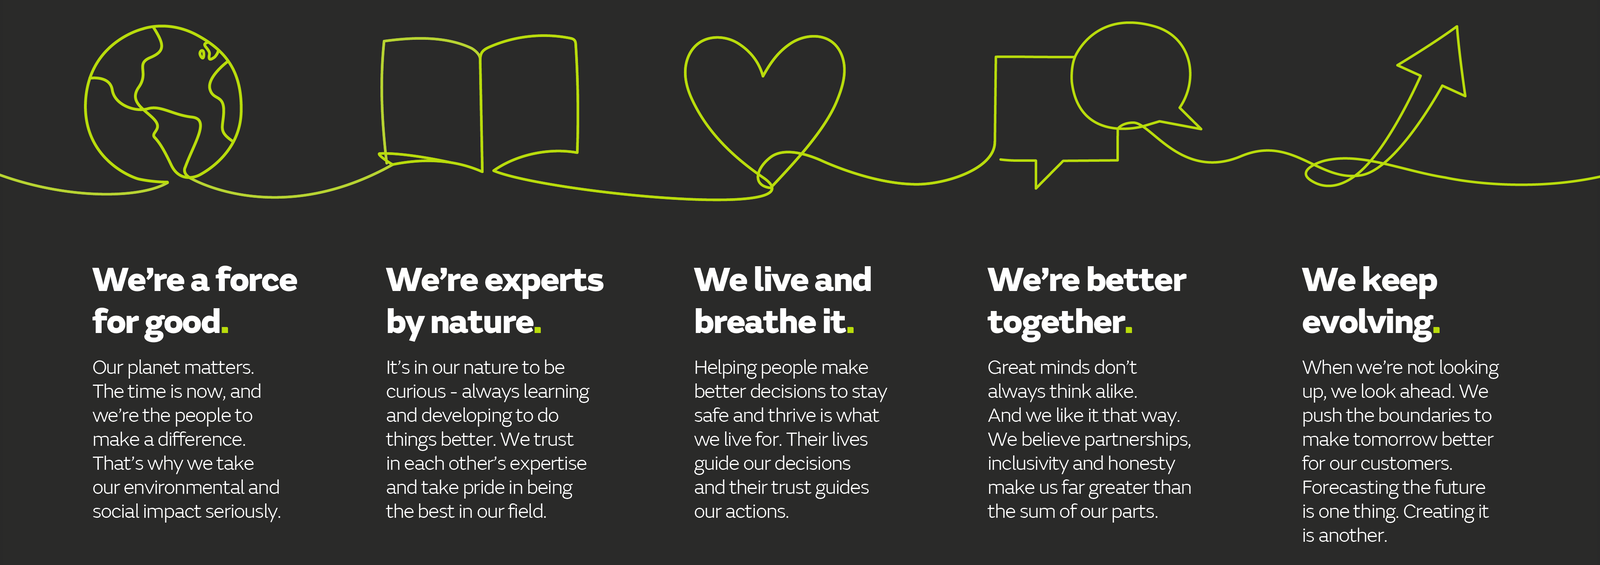 We're a force
for good.
Our planet matters.
The time is now, and
we're the people to
make a difference.
That's why we take
our environmental and
social impact seriously.
We're experts
by nature.
It's in our nature to be
curious - always learning
and developing to do
things better. We trust
in each other's expertise
and take pride in being
the best in our field.
We live and
breathe it.
Helping people make
better decisions to stay
safe and thrive is what
we live for. Their lives
guide our decisions
and their trust guides
our actions.
We're better
together.
Great minds don't
always think alike.
And we like it that way.
We believe partnerships,
inclusivity and honesty
make us far greater than
the sum of our parts.
We keep
evolving.
When we're not looking
up, we look ahead. We
push the boundaries to
make tomorrow better
for our customers.
Forecasting the future
is one thing. Creating it
is another.